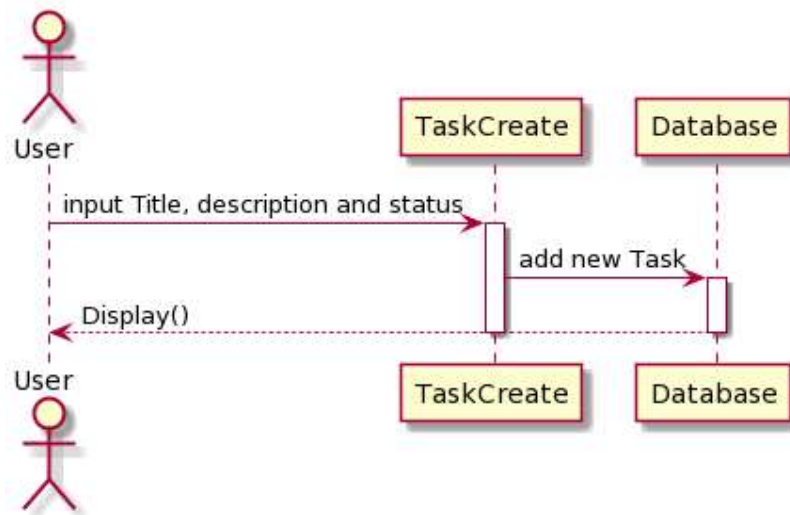 User
TaskCreate
Database
input Title, description and status
add new Task
Display()
User
TaskCreate
Database